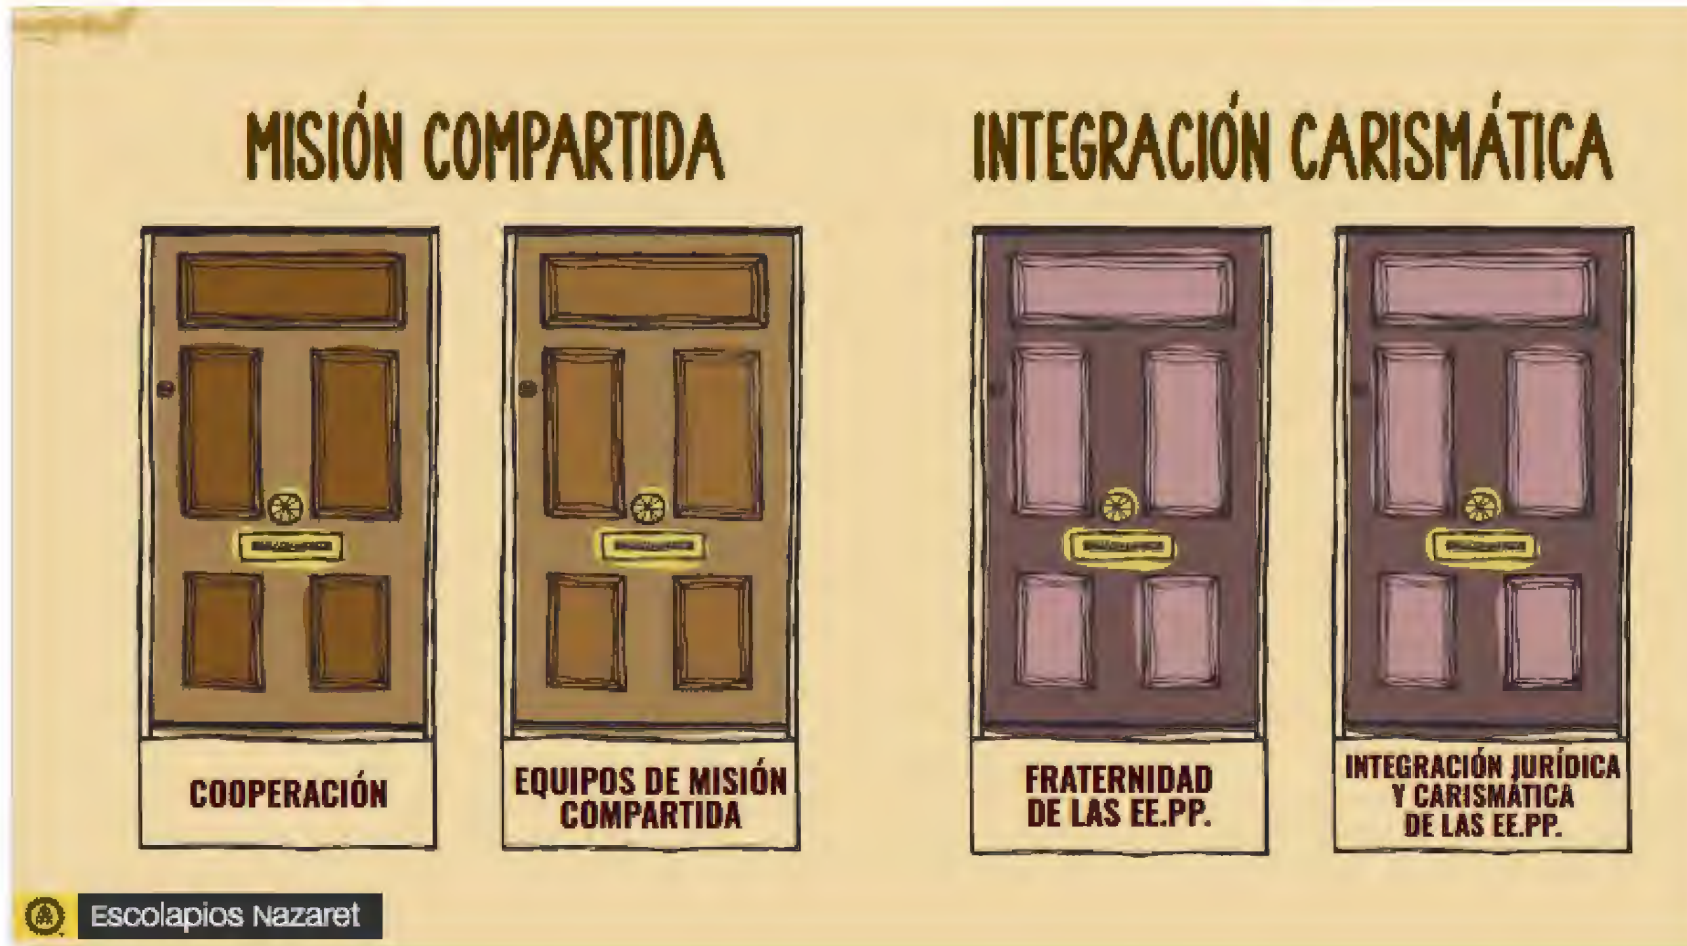 MISIÓN COMPARTIDA
INTEGRACIÓN CARISMÁTICA
COOPERACIÓN
EQUIPOS DE MISIÓN
COMPARTIDA
FRATERNIDAD
DE LAS EE.PP.
INTEGRACIÓN JURÍDICA
Y CARISMÁTICA
DE LAS EE.PP.
Escolapios Nazaret